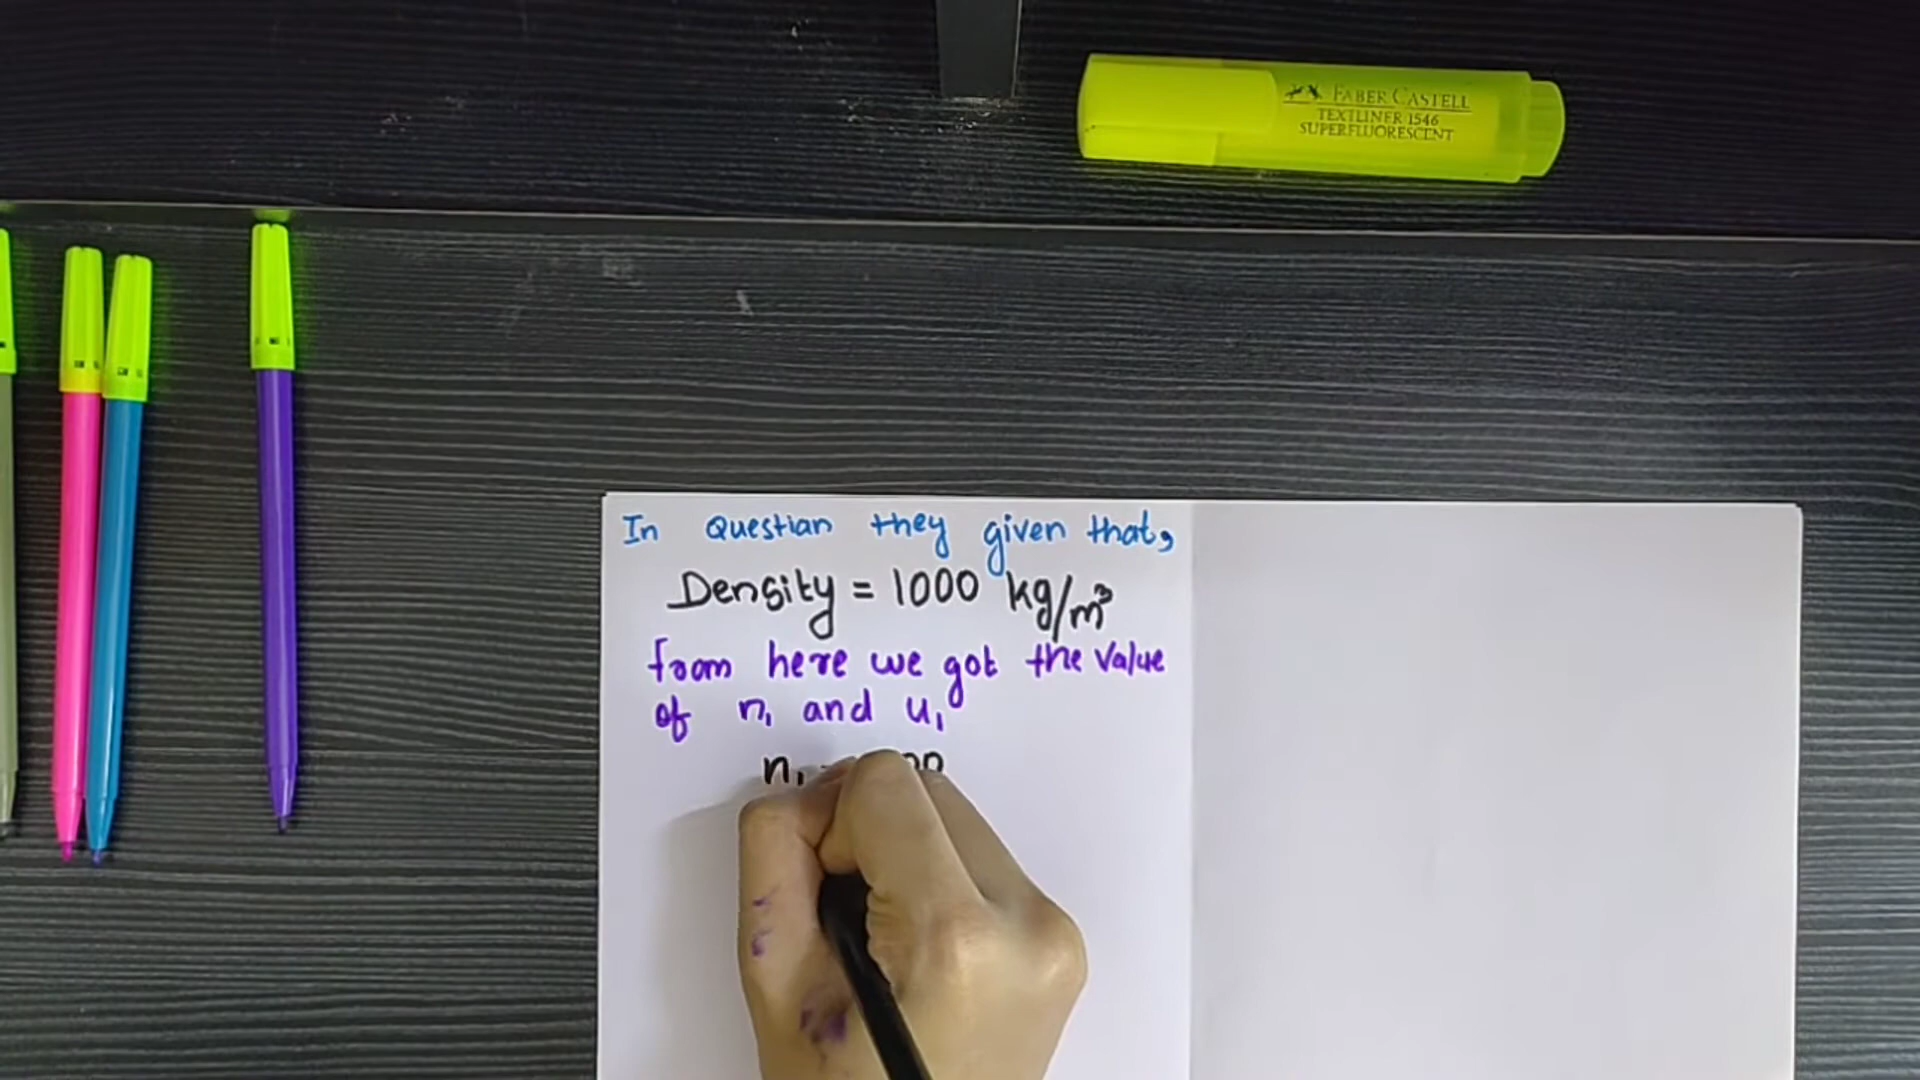 FABER CASTELL
TEXTLINER 1546
SUPERFLUORESCENT
In Questian they given that,
Density = 1000 kg/m³
from here we got the value
of n₁ and u₁
n₁